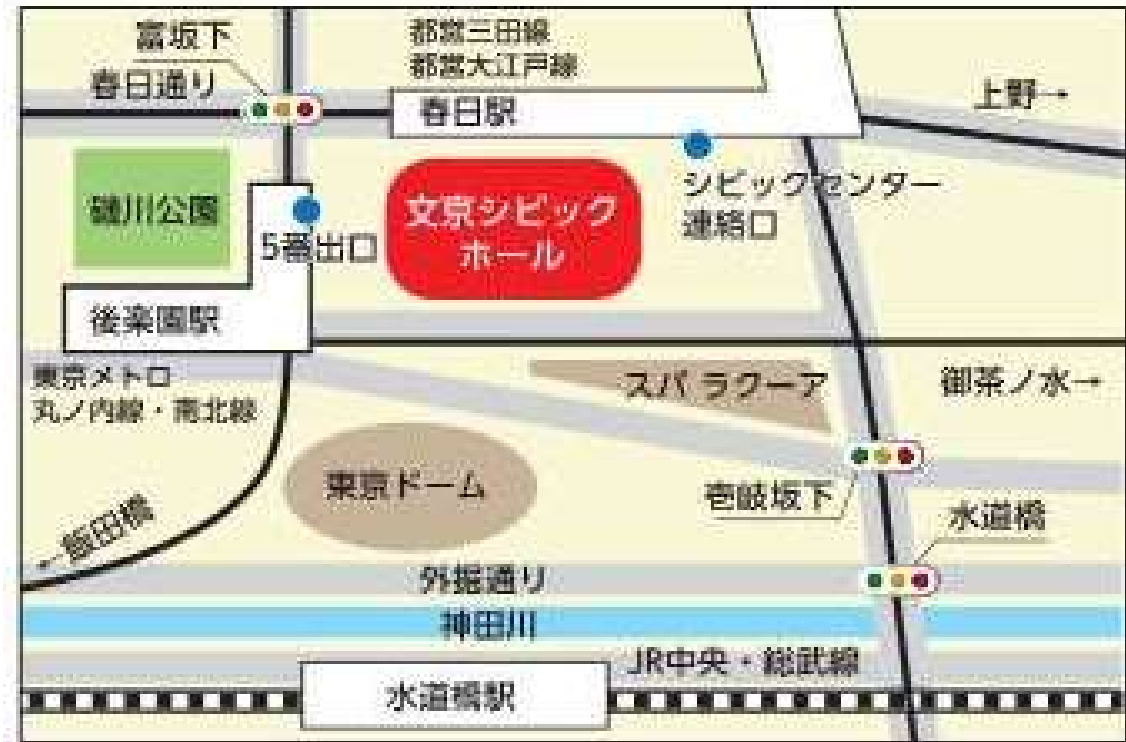 富坂下
都営三田線
都営大江戸線
春日通り
春日駅
上野→
シビックセンター
連絡口
礫川公園
5番出口
文京シビック
ホール
後楽園駅
東京メトロ
丸ノ内線・南北線
スパ ラクーア
御茶ノ水→
東京ドーム
壱岐坂下
水道橋
←飯田橋
外堀通り
神田川
JR中央・総武線
水道橋駅